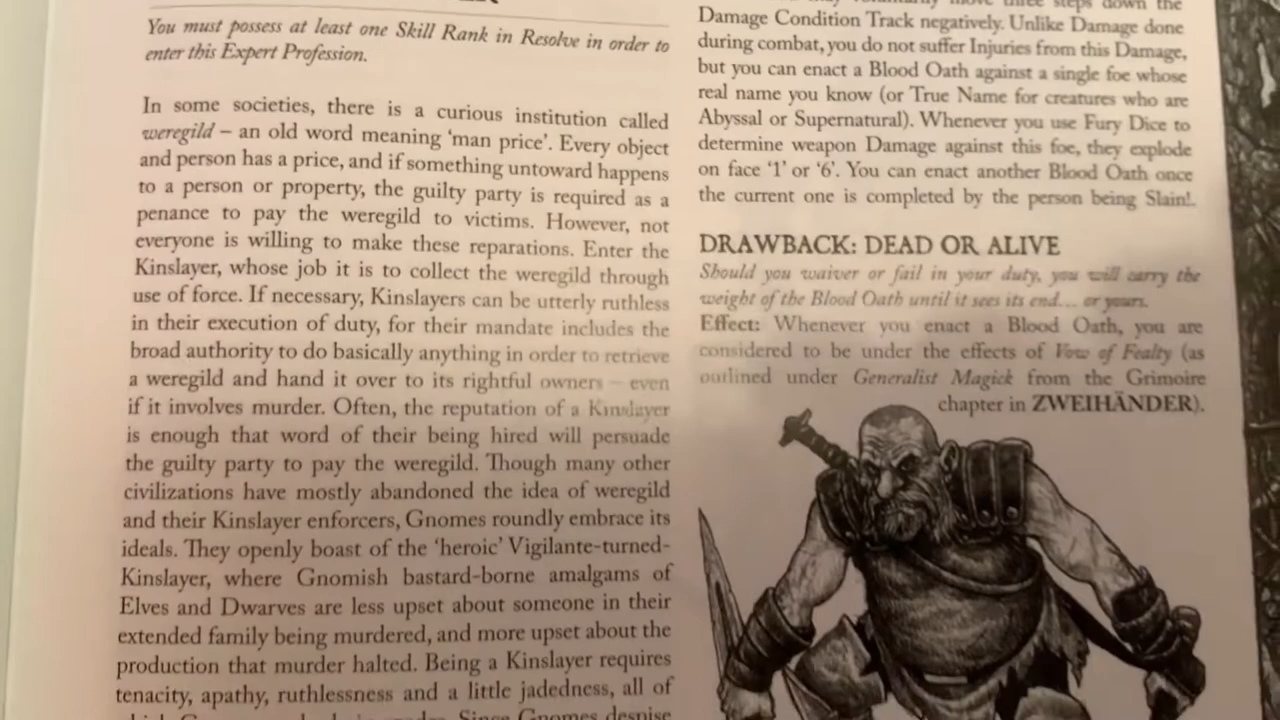 You must possess at least one Skill Rank in Resolve in order to
enter this Expert Profession.
In some societies, there is a curious institution called
weregild – an old word meaning 'man price'. Every object
and person has a price, and if something untoward happens
to a person or property, the guilty party is required as a
penance to pay the weregild to victims. However, not
everyone is willing to make these reparations. Enter the
Kinslayer, whose job it is to collect the weregild through
use of force. If necessary, Kinslayers can be utterly ruthless
in their execution of duty, for their mandate includes the
broad authority to do basically anything in order to retrieve
a weregild and hand it over to its rightful owners – even
if it involves murder. Often, the reputation of a Kinslayer
is enough that word of their being hired will persuade
the guilty party to pay the weregild. Though many other
civilizations have mostly abandoned the idea of weregild
and their Kinslayer enforcers, Gnomes roundly embrace its
ideals. They openly boast of the 'heroic' Vigilante-turned-
Kinslayer, where Gnomish bastard-borne amalgams of
Elves and Dwarves are less upset about someone in their
extended family being murdered, and more upset about the
production that murder halted. Being a Kinslayer requires
tenacity, apathy, ruthlessness and a little jadedness, all of
Since Gnomes despise
they voluntarily move three steps down the
Damage Condition Track negatively. Unlike Damage done
during combat, you do not suffer Injuries from this Damage,
but you can enact a Blood Oath against a single foe whose
real name you know (or True Name for creatures who are
Abyssal or Supernatural). Whenever you use Fury Dice to
determine weapon Damage against this foe, they explode
on face '1' or '6'. You can enact another Blood Oath once
the current one is completed by the person being Slain!.
DRAWBACK: DEAD OR ALIVE
Should you waiver or fail in your duty, you will carry the
weight of the Blood Oath until it sees its end... or yours.
Effect: Whenever you enact a Blood Oath, you are
considered to be under the effects of Vow of Fealty (as
outlined under Generalist Magick from the Grimoire
chapter in ZWEIHÄNDER).